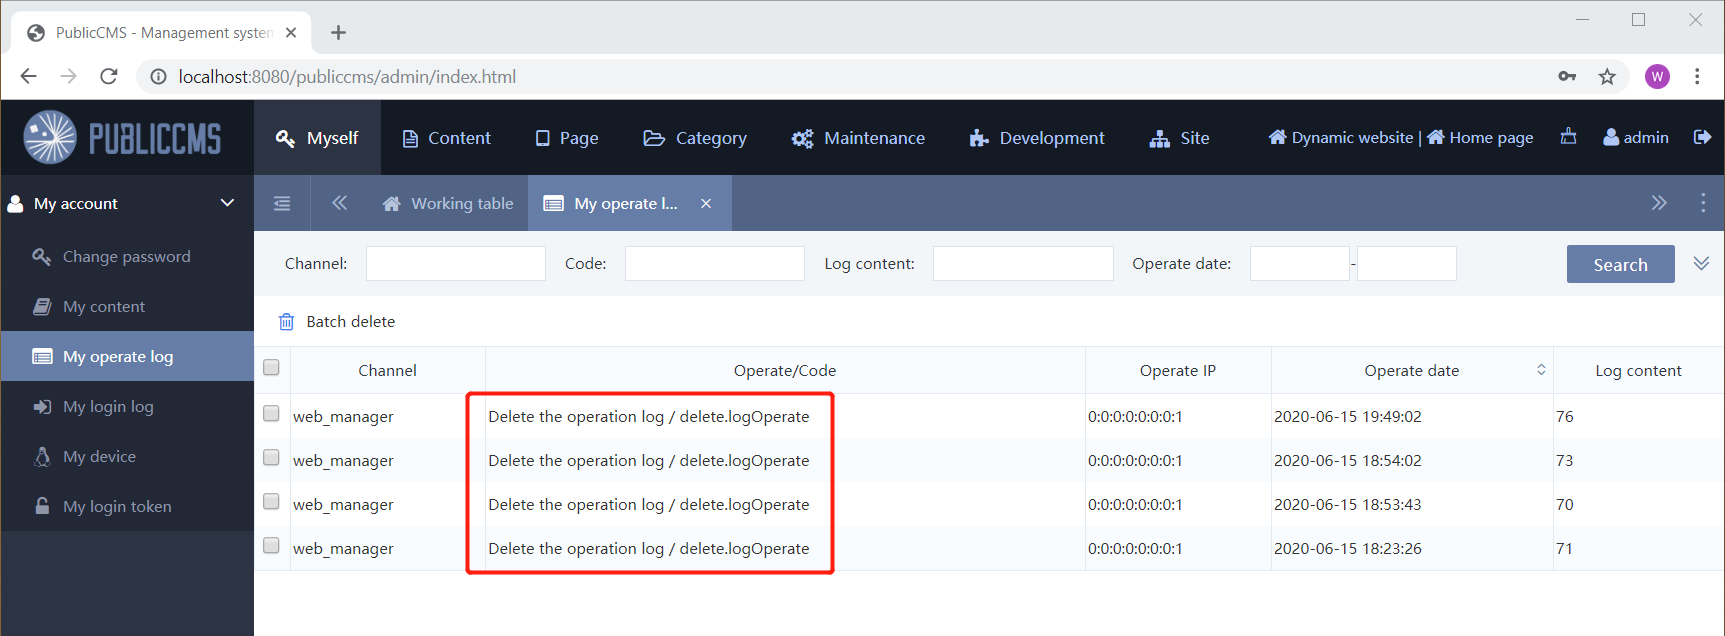 PublicCMS - Management system
localhost:8080/publiccms/admin/index.html
W
PUBLICCMS
Myself
Content
Page
Category
Maintenance
Development
Site
Dynamic website | Home page
admin
My account
Working table
My operate l...
Change password
My content
My operate log
My login log
My device
My login token
Channel:
Code:
Log content:
Operate date:
-
Search
Batch delete
Channel Operate/Code Operate IP Operate date Log content
web_manager Delete the operation log / delete.logOperate 0:0:0:0:0:0:0:1 2020-06-15 19:49:02 76
web_manager Delete the operation log / delete.logOperate 0:0:0:0:0:0:0:1 2020-06-15 18:54:02 73
web_manager Delete the operation log / delete.logOperate 0:0:0:0:0:0:0:1 2020-06-15 18:53:43 70
web_manager Delete the operation log / delete.logOperate 0:0:0:0:0:0:0:1 2020-06-15 18:23:26 71